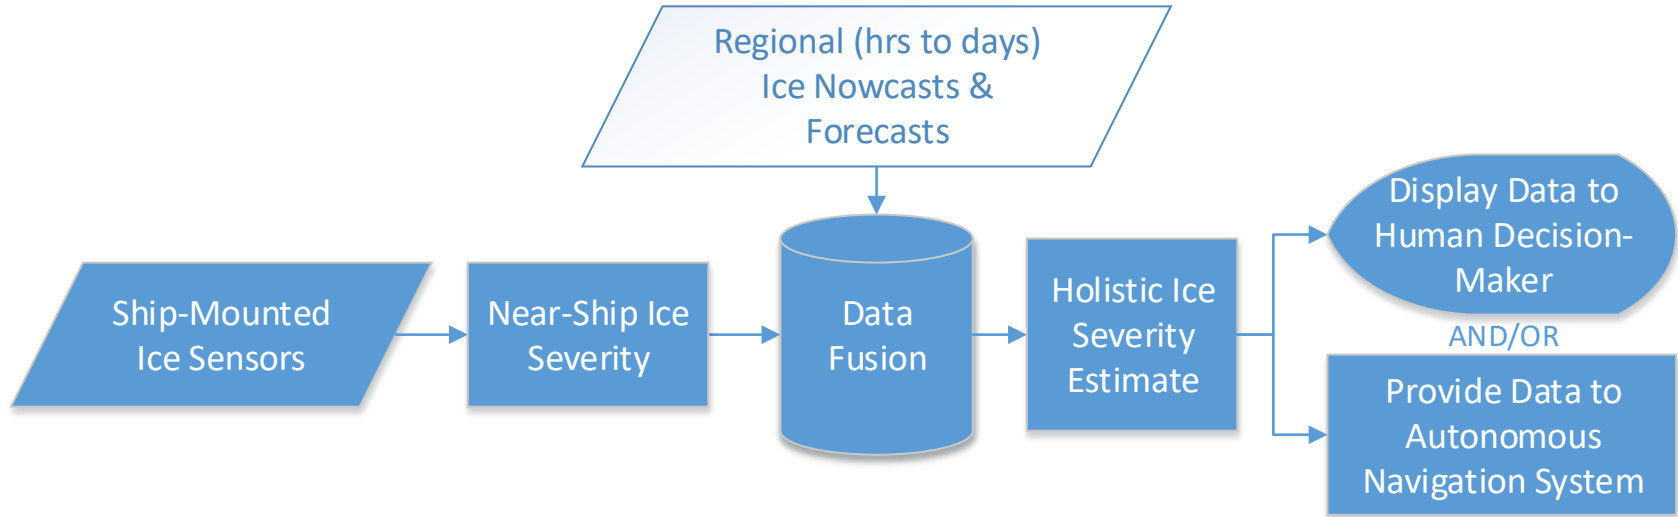 Regional (hrs to days)
Ice Nowcasts &
Forecasts
Ship-Mounted
Ice Sensors
Near-Ship Ice
Severity
Data
Fusion
Holistic Ice
Severity
Estimate
Display Data to
Human Decision-
Maker
AND/OR
Provide Data to
Autonomous
Navigation System